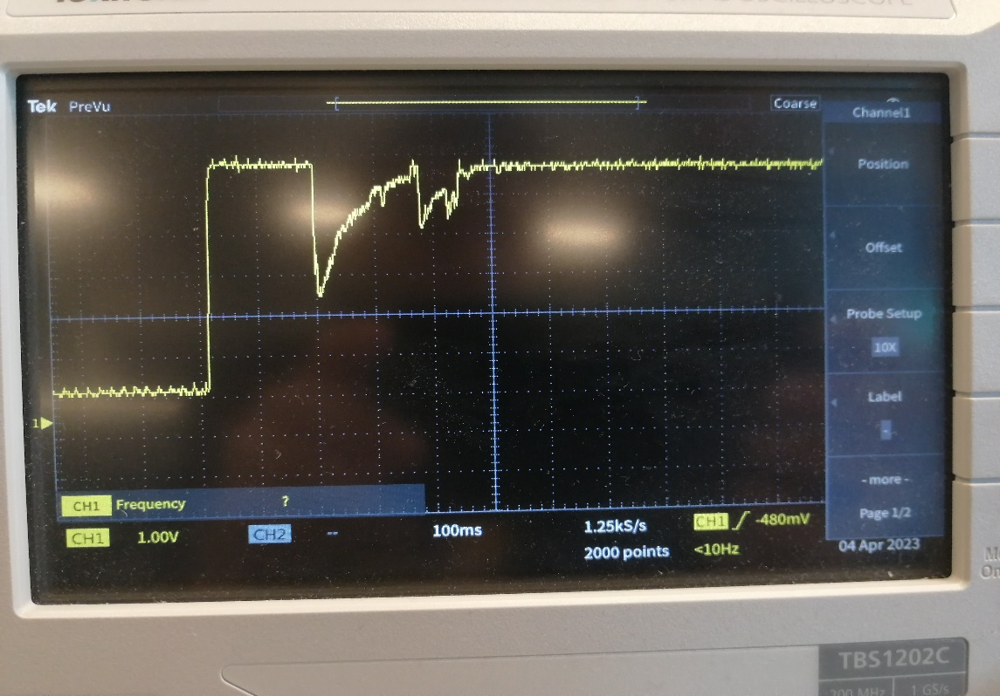 Tek PreVu
Coarse
Channel1
Position
Offset
Probe Setup
10X
Label
-
- more -
Page 1/2
1
CH1 Frequency ?
CH1 1.00V CH2 -- 100ms 1.25kS/s CH1 -480mV
2000 points <10Hz
04 Apr 2023
TBS1202C
200 MHz 1 GS/s